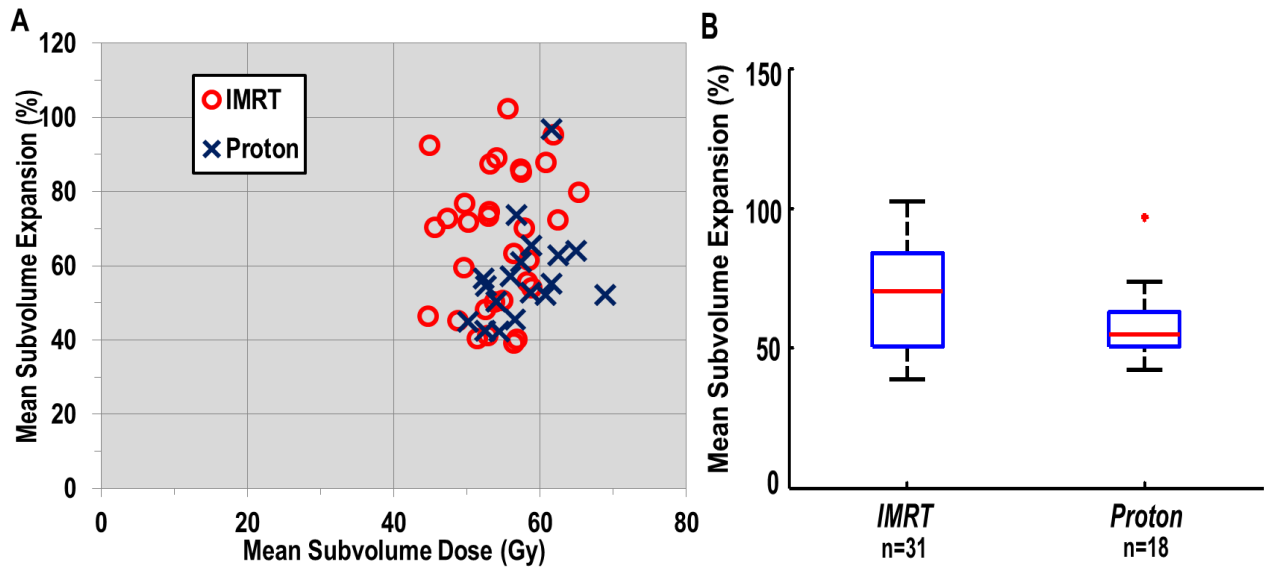 A
Mean Subvolume Expansion (%)
120
100
80
60
40
20
0
IMRT
Proton
0 20 40 60 80
Mean Subvolume Dose (Gy)
B
Mean Subvolume Expansion (%)
150
100
50
0
IMRT Proton
n=31 n=18